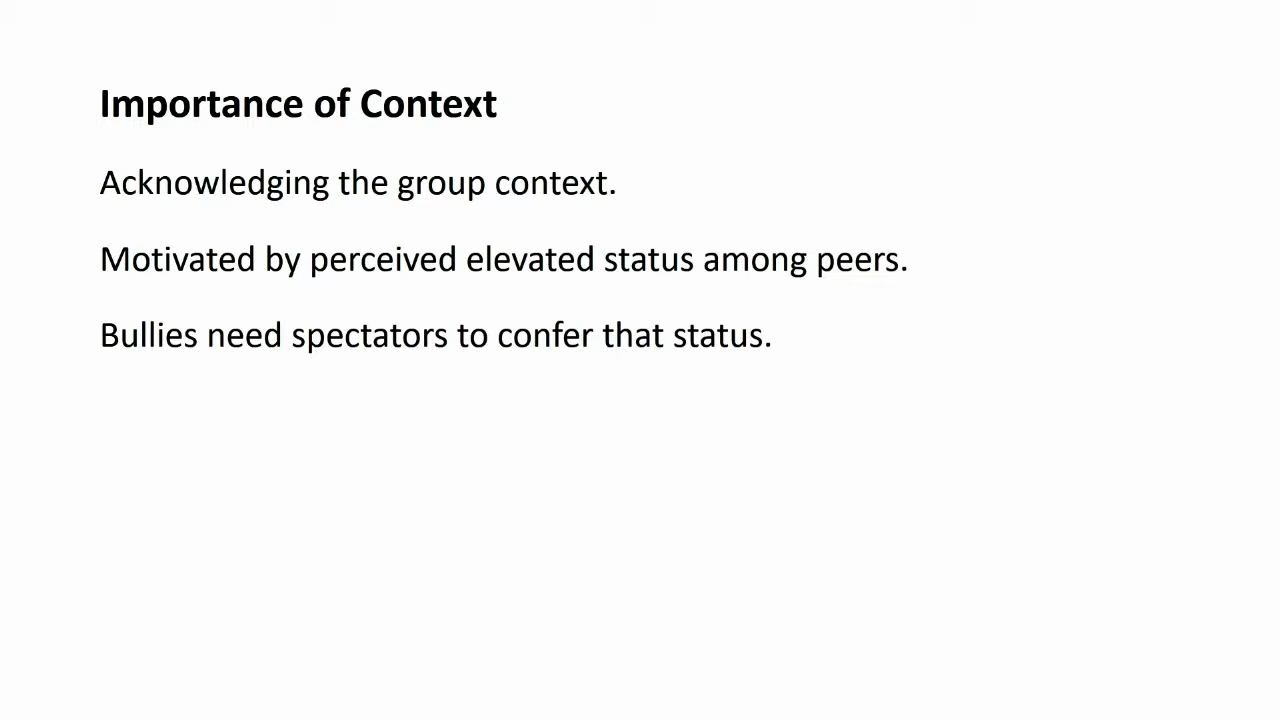 Importance of Context
Acknowledging the group context.
Motivated by perceived elevated status among peers.
Bullies need spectators to confer that status.